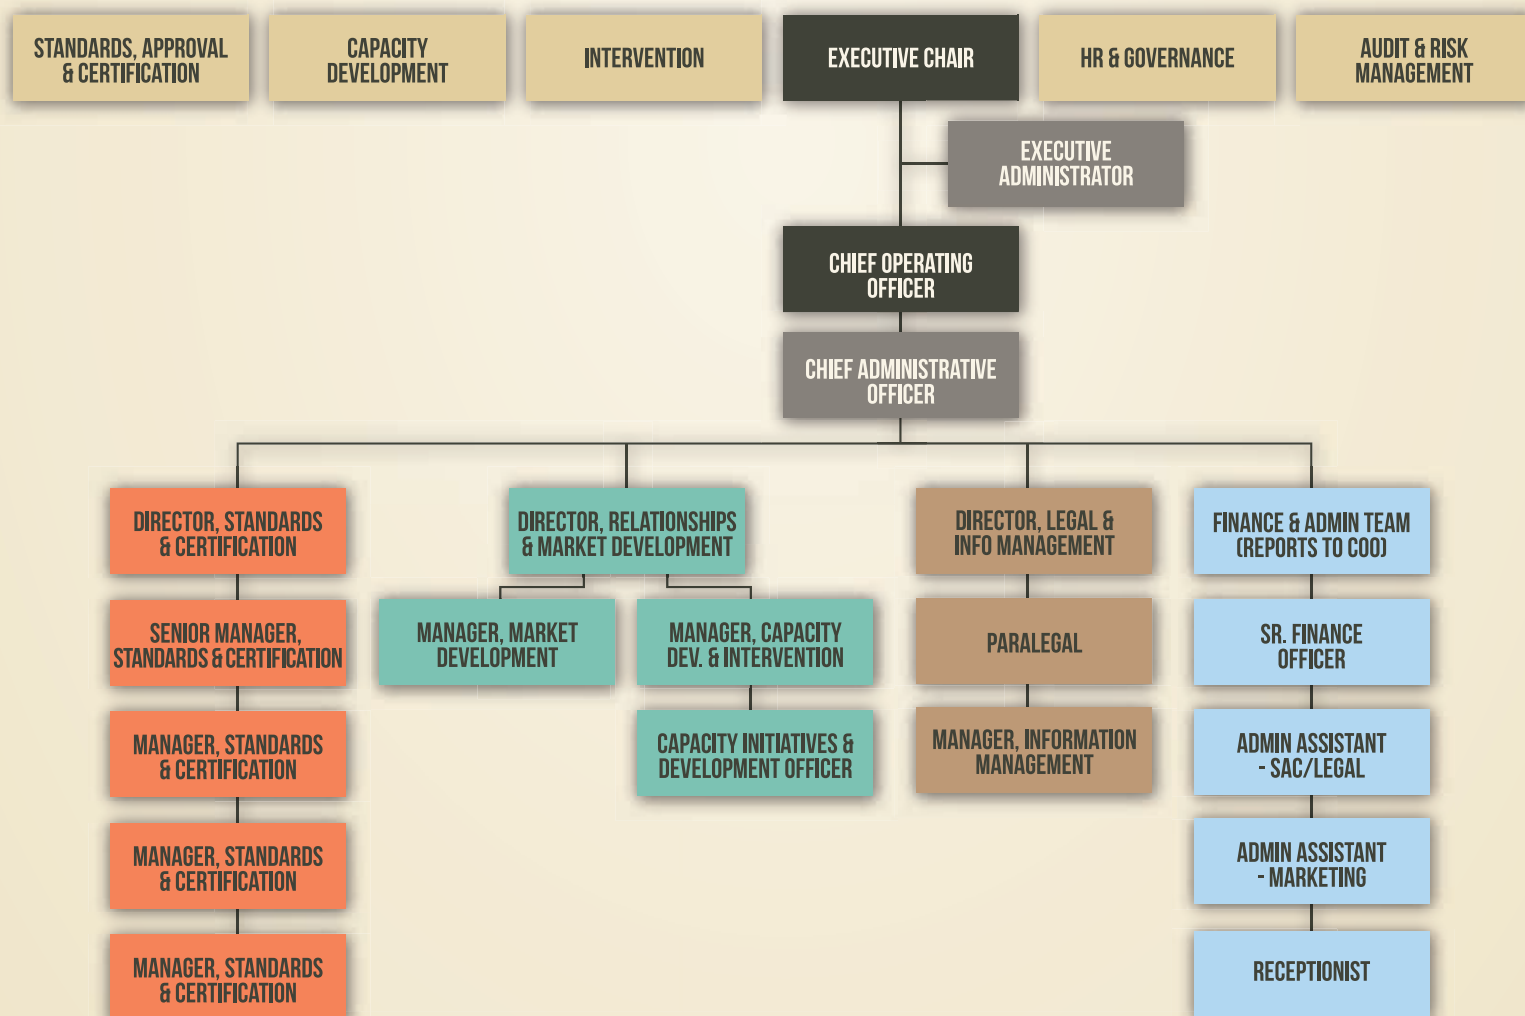 STANDARDS, APPROVAL
& CERTIFICATION
CAPACITY
DEVELOPMENT
INTERVENTION
EXECUTIVE CHAIR
HR & GOVERNANCE
AUDIT & RISK
MANAGEMENT
EXECUTIVE
ADMINISTRATOR
CHIEF OPERATING
OFFICER
CHIEF ADMINISTRATIVE
OFFICER
DIRECTOR, STANDARDS
& CERTIFICATION
SENIOR MANAGER,
STANDARDS & CERTIFICATION
MANAGER, STANDARDS
& CERTIFICATION
MANAGER, STANDARDS
& CERTIFICATION
MANAGER, STANDARDS
& CERTIFICATION
DIRECTOR, RELATIONSHIPS
& MARKET DEVELOPMENT
MANAGER, MARKET
DEVELOPMENT
MANAGER, CAPACITY
DEV. & INTERVENTION
CAPACITY INITIATIVES &
DEVELOPMENT OFFICER
DIRECTOR, LEGAL &
INFO MANAGEMENT
PARALEGAL
MANAGER, INFORMATION
MANAGEMENT
FINANCE & ADMIN TEAM
(REPORTS TO COO)
SR. FINANCE
OFFICER
ADMIN ASSISTANT
- SAC/LEGAL
ADMIN ASSISTANT
- MARKETING
RECEPTIONIST